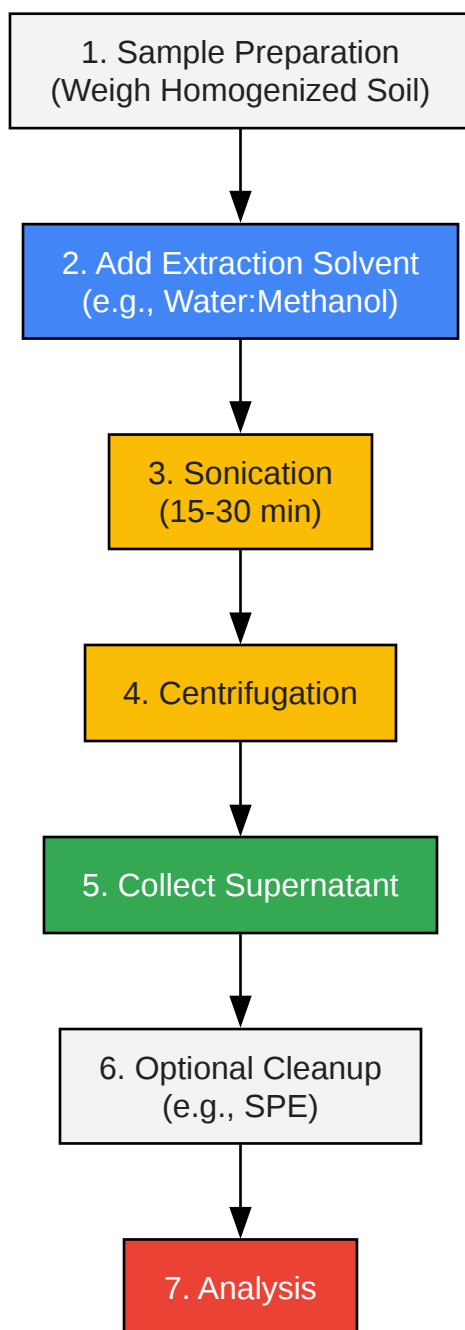 1. Sample Preparation
(Weigh Homogenized Soil)
2. Add Extraction Solvent
(e.g., Water:Methanol)
3. Sonication
(15-30 min)
4. Centrifugation
5. Collect Supernatant
6. Optional Cleanup
(e.g., SPE)
7. Analysis